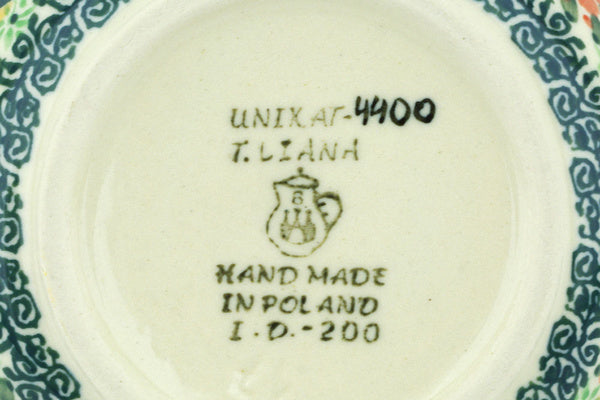 UNIKAT-4400
T. LIANA
HAND MADE
IN POLAND
I.D.-200